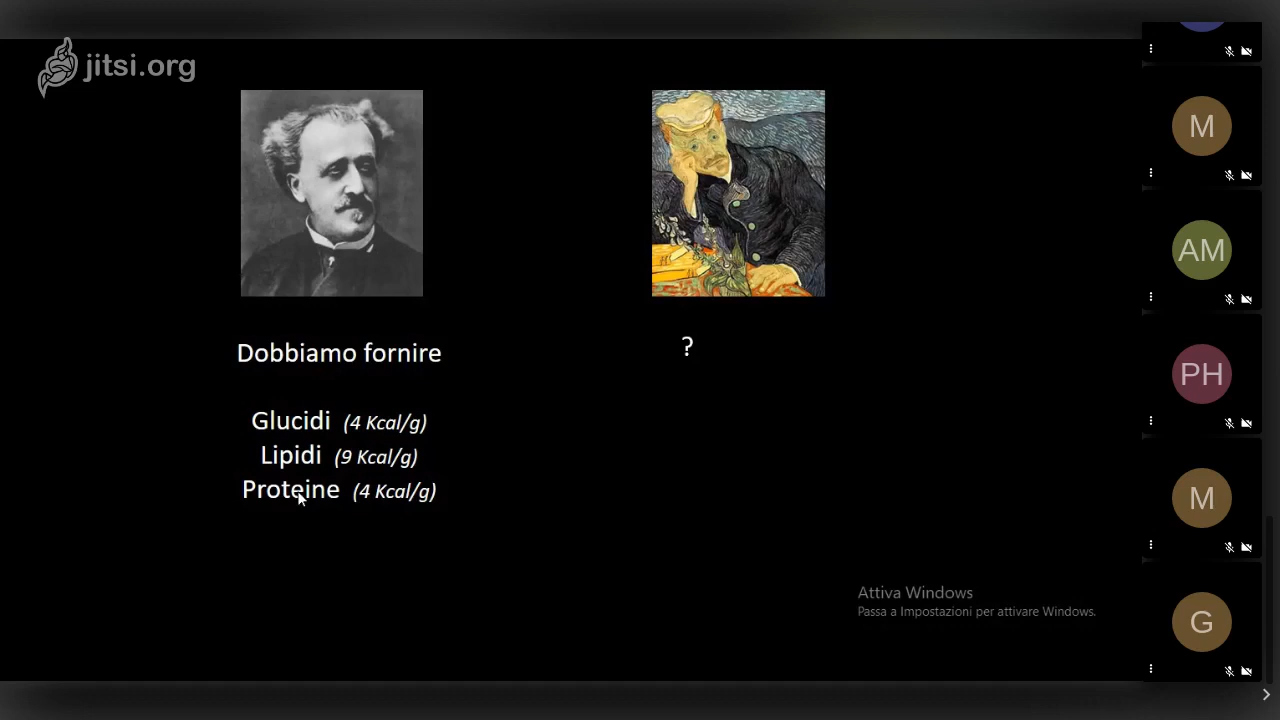 jitsi.org
Dobbiamo fornire
?
Glucidi (4 Kcal/g)
Lipidi (9 Kcal/g)
Proteine (4 Kcal/g)
Attiva Windows
Passa a Impostazioni per attivare Windows.
M
AM
PH
M
G